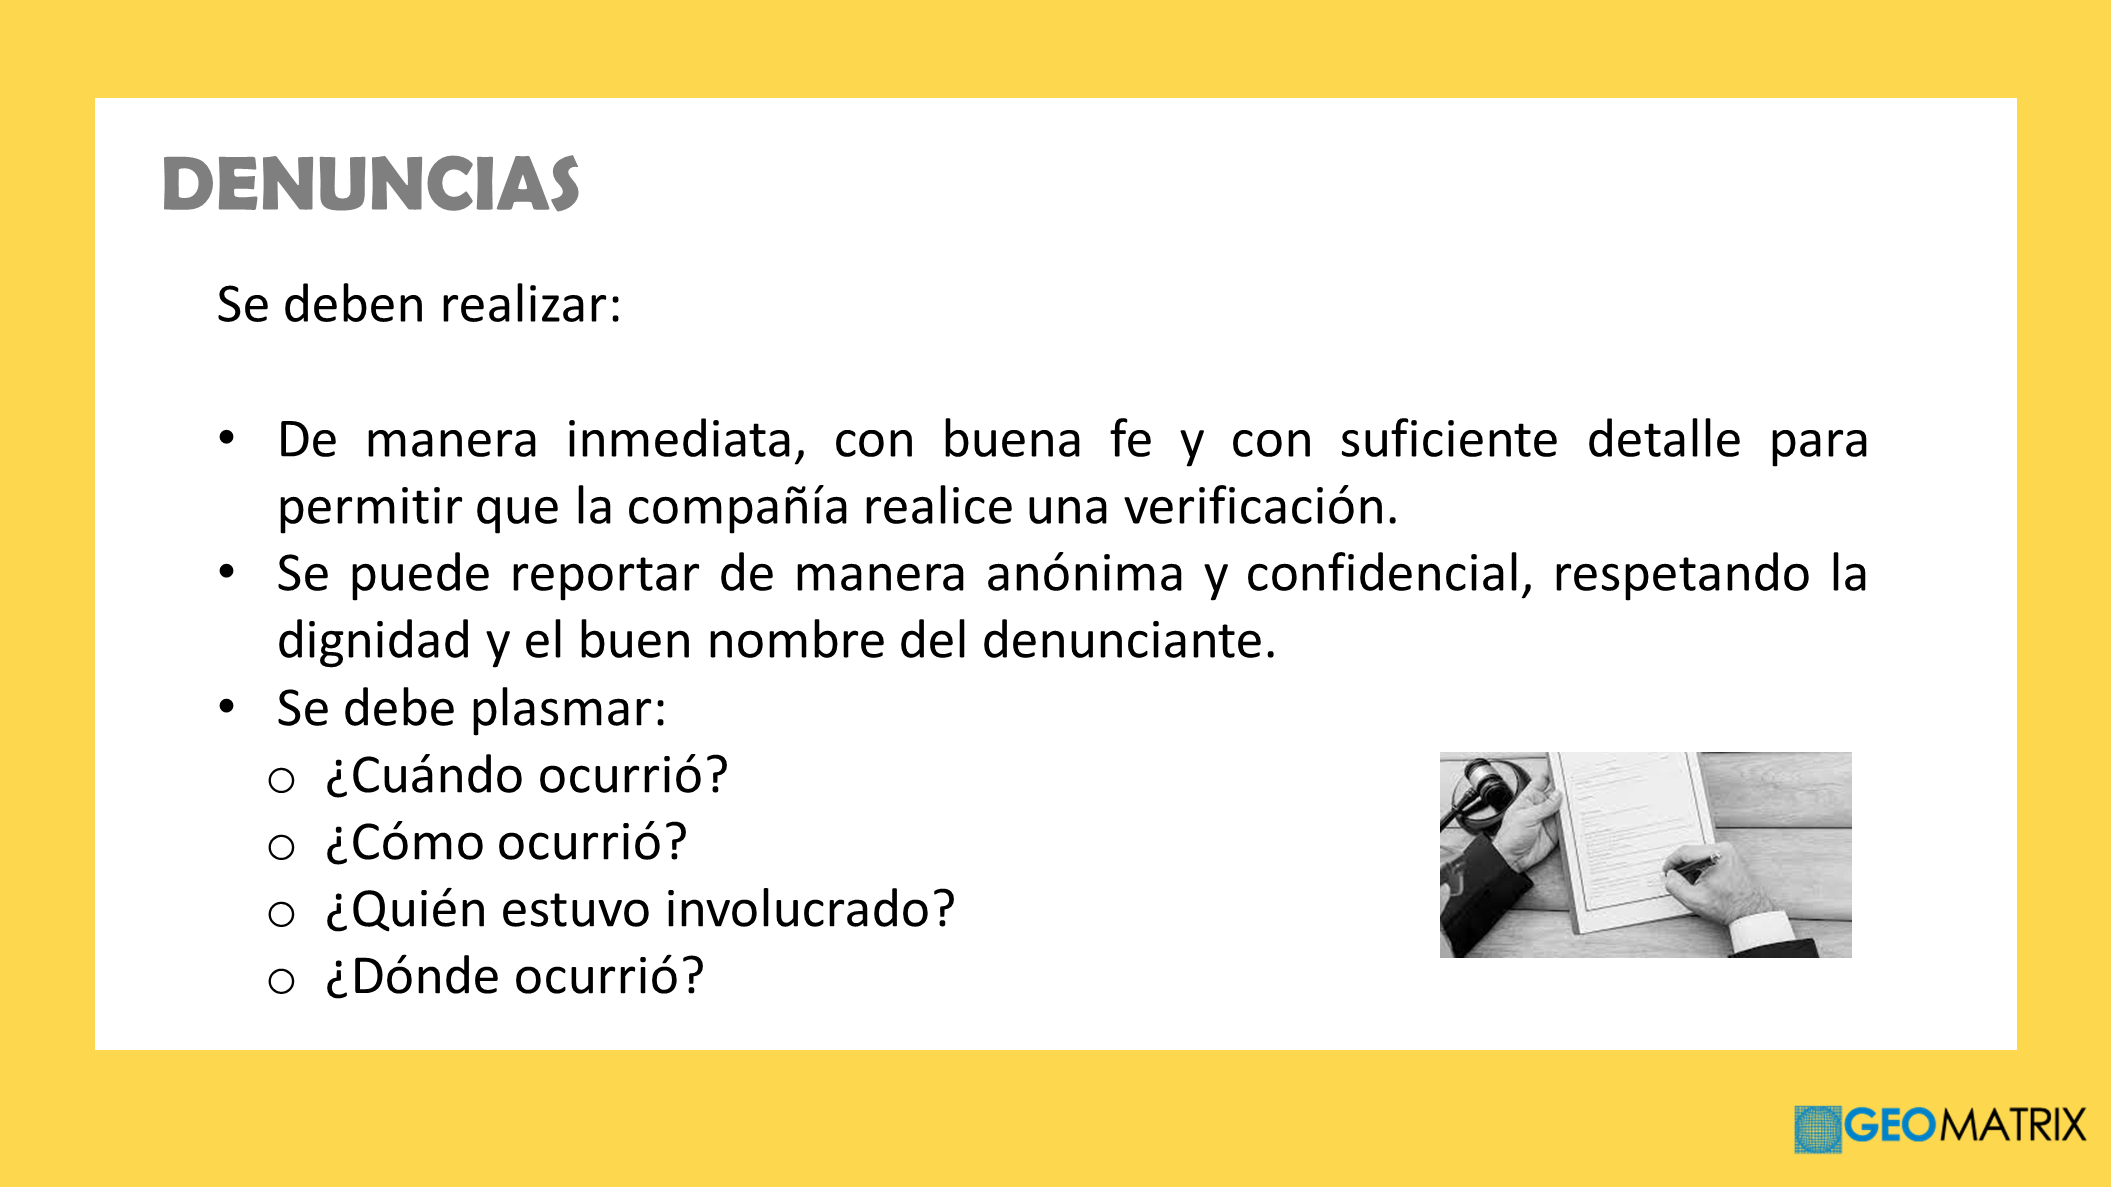 DENUNCIAS
Se deben realizar:
• De manera inmediata, con buena fe y con suficiente detalle para
permitir que la compañía realice una verificación.
• Se puede reportar de manera anónima y confidencial, respetando la
dignidad y el buen nombre del denunciante.
• Se debe plasmar:
o ¿Cuándo ocurrió?
o ¿Cómo ocurrió?
o ¿Quién estuvo involucrado?
o ¿Dónde ocurrió?
GEOMATRIX